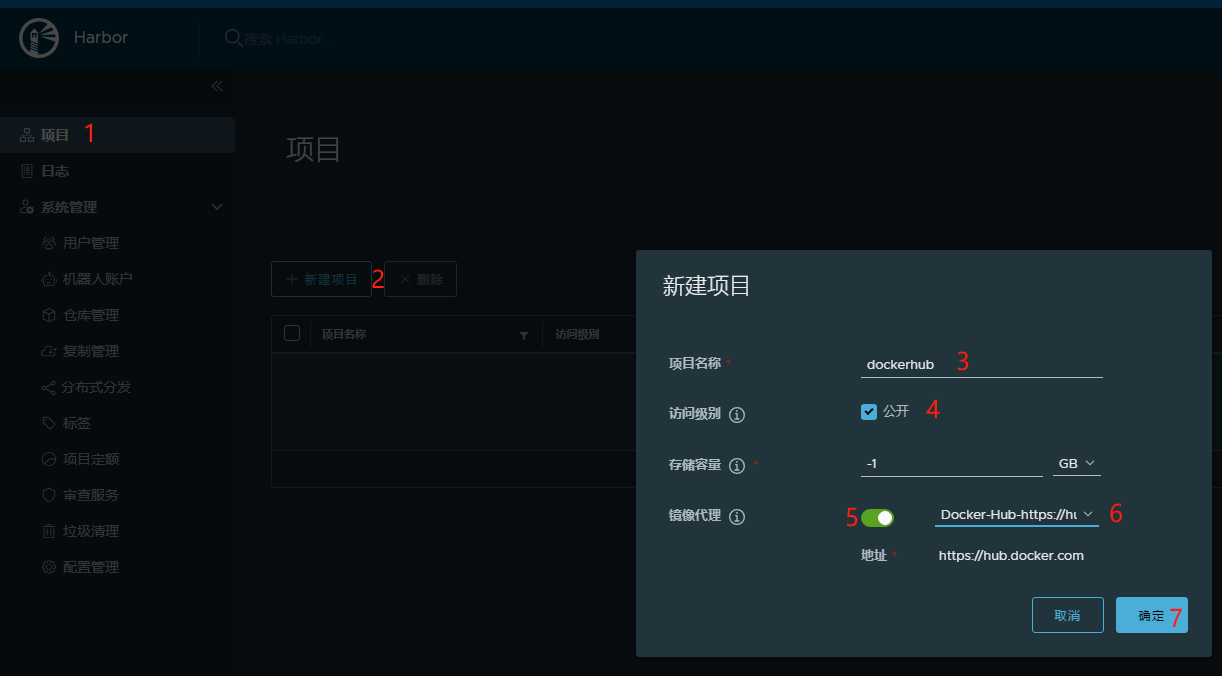 Harbor
搜索 Harbor...
项目 1
日志
系统管理
用户管理
机器人账户
仓库管理
复制管理
分布式分发
标签
项目定额
审查服务
垃圾清理
配置管理
项目
新建项目 2 删除
项目名称 访问级别
新建项目
项目名称 * dockerhub 3
访问级别 公开 4
存储容量 * -1 GB
镜像代理 5 Docker-Hub-https://hu 6
地址 * https://hub.docker.com
取消 确定 7